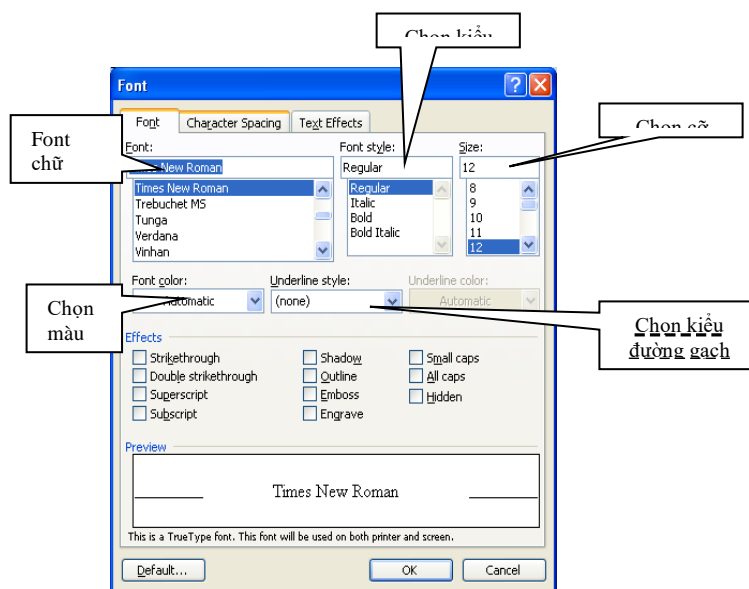 Chọn kiểu
Font
Font Character Spacing Text Effects
Font
chữ
Chọn cỡ
Font: Font style: Size:
Times New Roman Regular 12
Times New Roman Regular 8
Trebuchet MS Italic 9
Tunga Bold 10
Verdana Bold Italic 11
Vinhan 12
Font color: Underline style: Underline color:
Automatic (none) Automatic
Chọn
màu
Chọn kiểu
đường gạch
Effects
Strikethrough Shadow Small caps
Double strikethrough Outline All caps
Superscript Emboss Hidden
Subscript Engrave
Preview
Times New Roman
This is a TrueType font. This font will be used on both printer and screen.
Default... OK Cancel